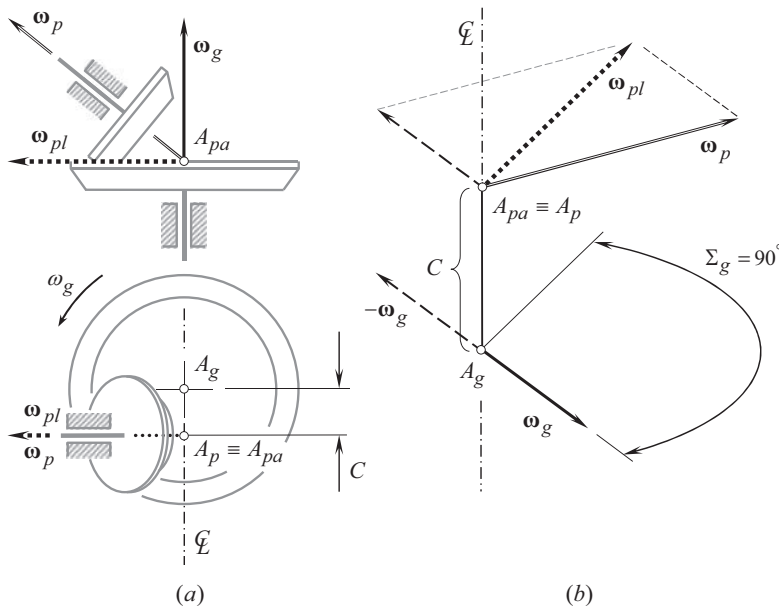 ω_p
ω_g
ω_pl
A_pa
ω_g
A_g
ω_pl
ω_p
A_p ≡ A_pa
C
℄
(a)
℄
ω_pl
ω_p
A_pa ≡ A_p
C
Σ_g = 90°
-ω_g
A_g
ω_g
(b)